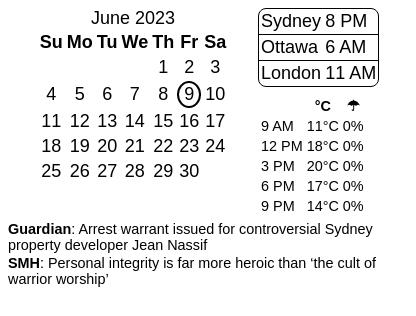 June 2023
Su Mo Tu We Th Fr Sa
1 2 3
4 5 6 7 8 9 10
11 12 13 14 15 16 17
18 19 20 21 22 23 24
25 26 27 28 29 30
Sydney 8 PM
Ottawa 6 AM
London 11 AM
°C ☂
9 AM 11°C 0%
12 PM 18°C 0%
3 PM 20°C 0%
6 PM 17°C 0%
9 PM 14°C 0%
Guardian: Arrest warrant issued for controversial Sydney
property developer Jean Nassif
SMH: Personal integrity is far more heroic than ‘the cult of
warrior worship’